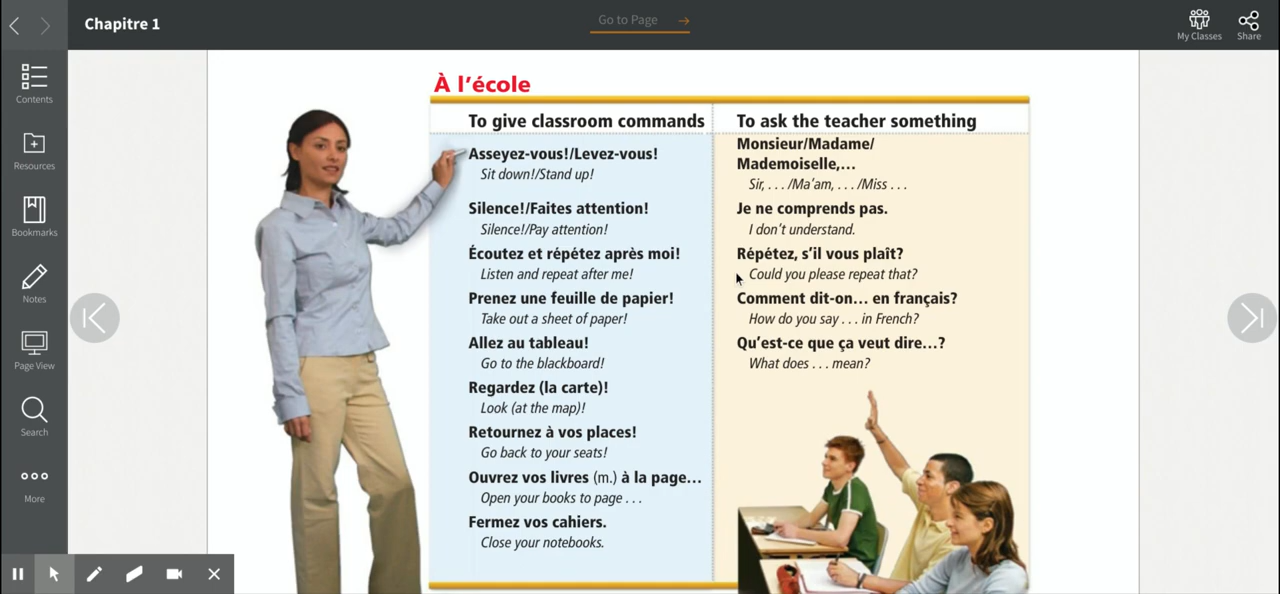 Chapitre 1
Go to Page
My Classes
Share
Contents
Resources
Bookmarks
Notes
Page View
Search
More
À l'école
To give classroom commands
Asseyez-vous!/Levez-vous!
Sit down!/Stand up!
Silence!/Faites attention!
Silence!/Pay attention!
Écoutez et répétez après moi!
Listen and repeat after me!
Prenez une feuille de papier!
Take out a sheet of paper!
Allez au tableau!
Go to the blackboard!
Regardez (la carte)!
Look (at the map)!
Retournez à vos places!
Go back to your seats!
Ouvrez vos livres (m.) à la page...
Open your books to page . . .
Fermez vos cahiers.
Close your notebooks.
To ask the teacher something
Monsieur/Madame/
Mademoiselle,...
Sir, . . . /Ma'am, . . . /Miss . . .
Je ne comprends pas.
I don't understand.
Répétez, s'il vous plaît?
Could you please repeat that?
Comment dit-on... en français?
How do you say . . . in French?
Qu'est-ce que ça veut dire...?
What does . . . mean?